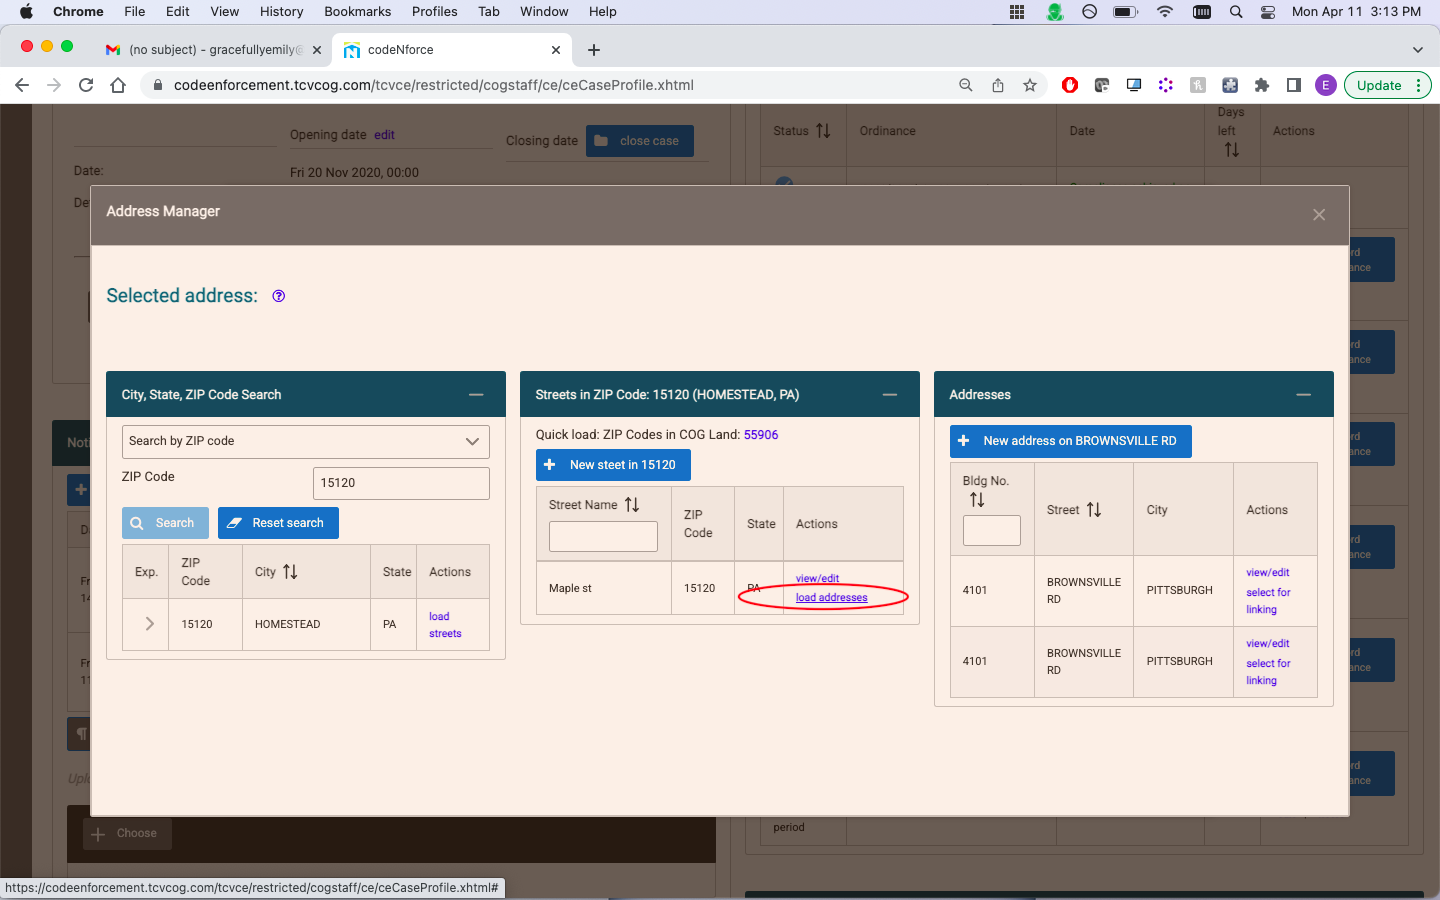 Chrome File Edit View History Bookmarks Profiles Tab Window Help Mon Apr 11 3:13 PM
(no subject) - gracefullyemily@
codeNforce
codeenforcement.tcvcog.com/tcvce/restricted/cogstaff/ce/ceCaseProfile.xhtml
E
Update
Opening date edit
Closing date
close case
Date:
Fri 20 Nov 2020, 00:00
Status
Ordinance
Date
Days
left
Actions
Address Manager
Selected address:
City, State, ZIP Code Search
Search by ZIP code
ZIP Code
15120
Search
Reset search
Exp.
ZIP
Code
City
State
Actions
15120
HOMESTEAD
PA
load
streets
Streets in ZIP Code: 15120 (HOMESTEAD, PA)
Quick load: ZIP Codes in COG Land: 55906
New steet in 15120
Street Name
ZIP
Code
State
Actions
Maple st
15120
PA
view/edit
load addresses
Addresses
New address on BROWNSVILLE RD
Bldg No.
Street
City
Actions
4101
BROWNSVILLE
RD
PITTSBURGH
view/edit
select for
linking
4101
BROWNSVILLE
RD
PITTSBURGH
view/edit
select for
linking
Choose
period
https://codeenforcement.tcvcog.com/tcvce/restricted/cogstaff/ce/ceCaseProfile.xhtml#